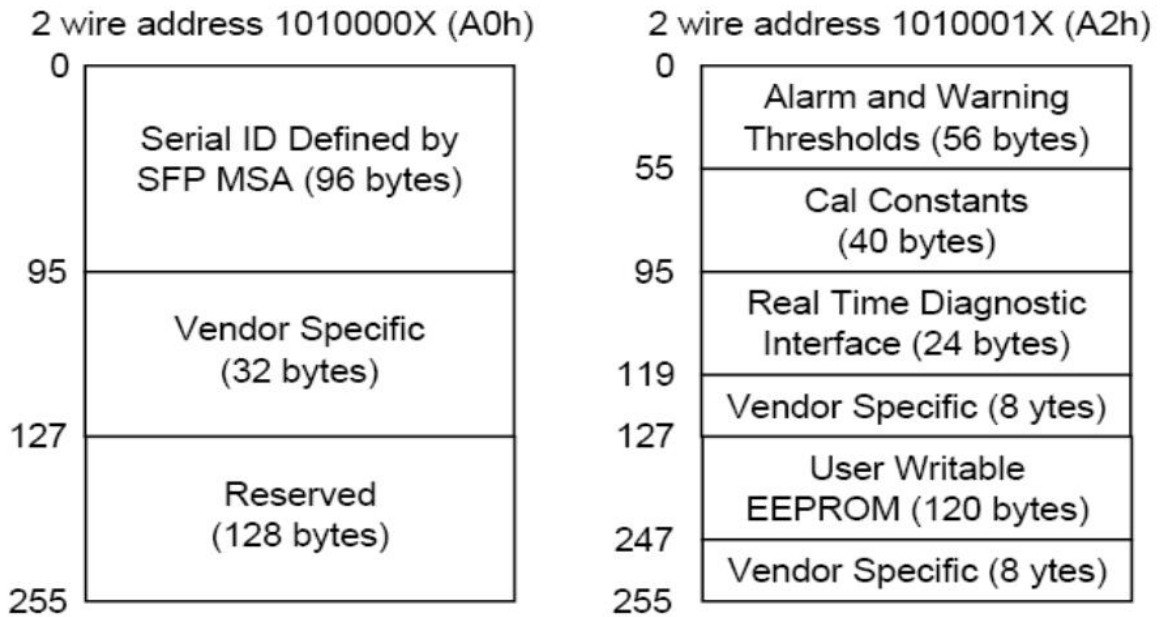 2 wire address 1010000X (A0h)
0
Serial ID Defined by
SFP MSA (96 bytes)
95
Vendor Specific
(32 bytes)
127
Reserved
(128 bytes)
255
2 wire address 1010001X (A2h)
0
Alarm and Warning
Thresholds (56 bytes)
55
Cal Constants
(40 bytes)
95
Real Time Diagnostic
Interface (24 bytes)
119
Vendor Specific (8 ytes)
127
User Writable
EEPROM (120 bytes)
247
Vendor Specific (8 ytes)
255